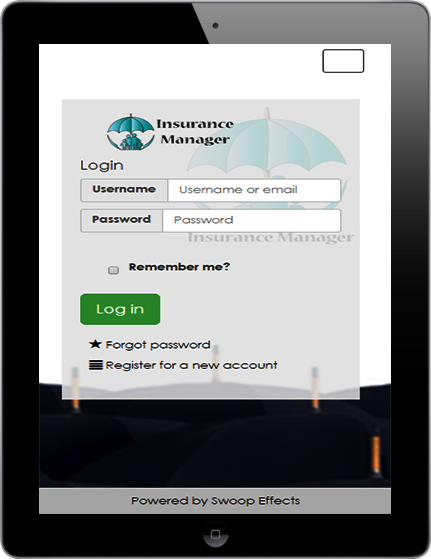 Insurance
Manager
Login
Username Username or email
Password Password
Insurance Manager
Remember me?
Log in
Forgot password
Register for a new account
Powered by Swoop Effects